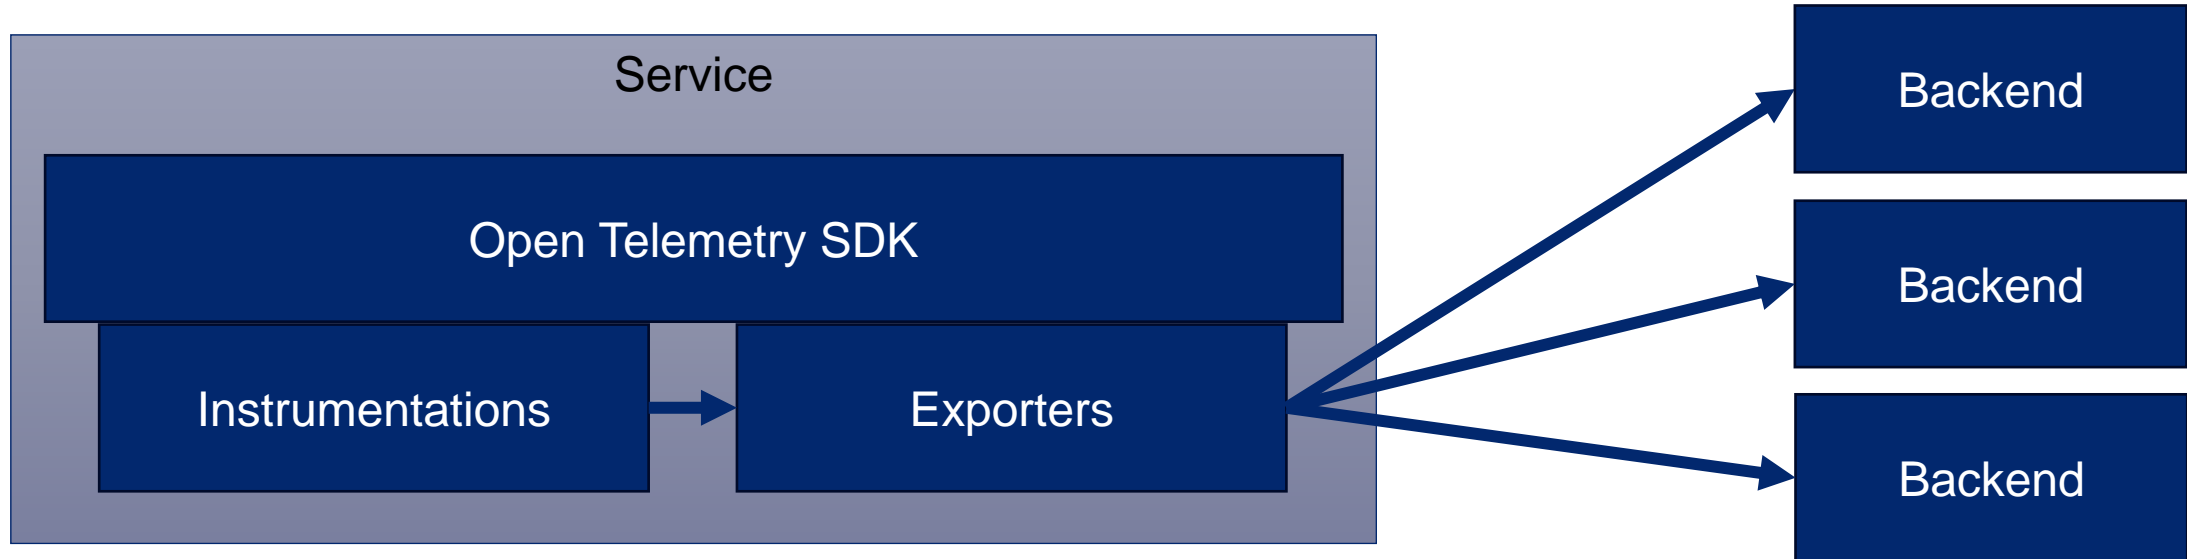 Service
Open Telemetry SDK
Instrumentations
Exporters
Backend
Backend
Backend